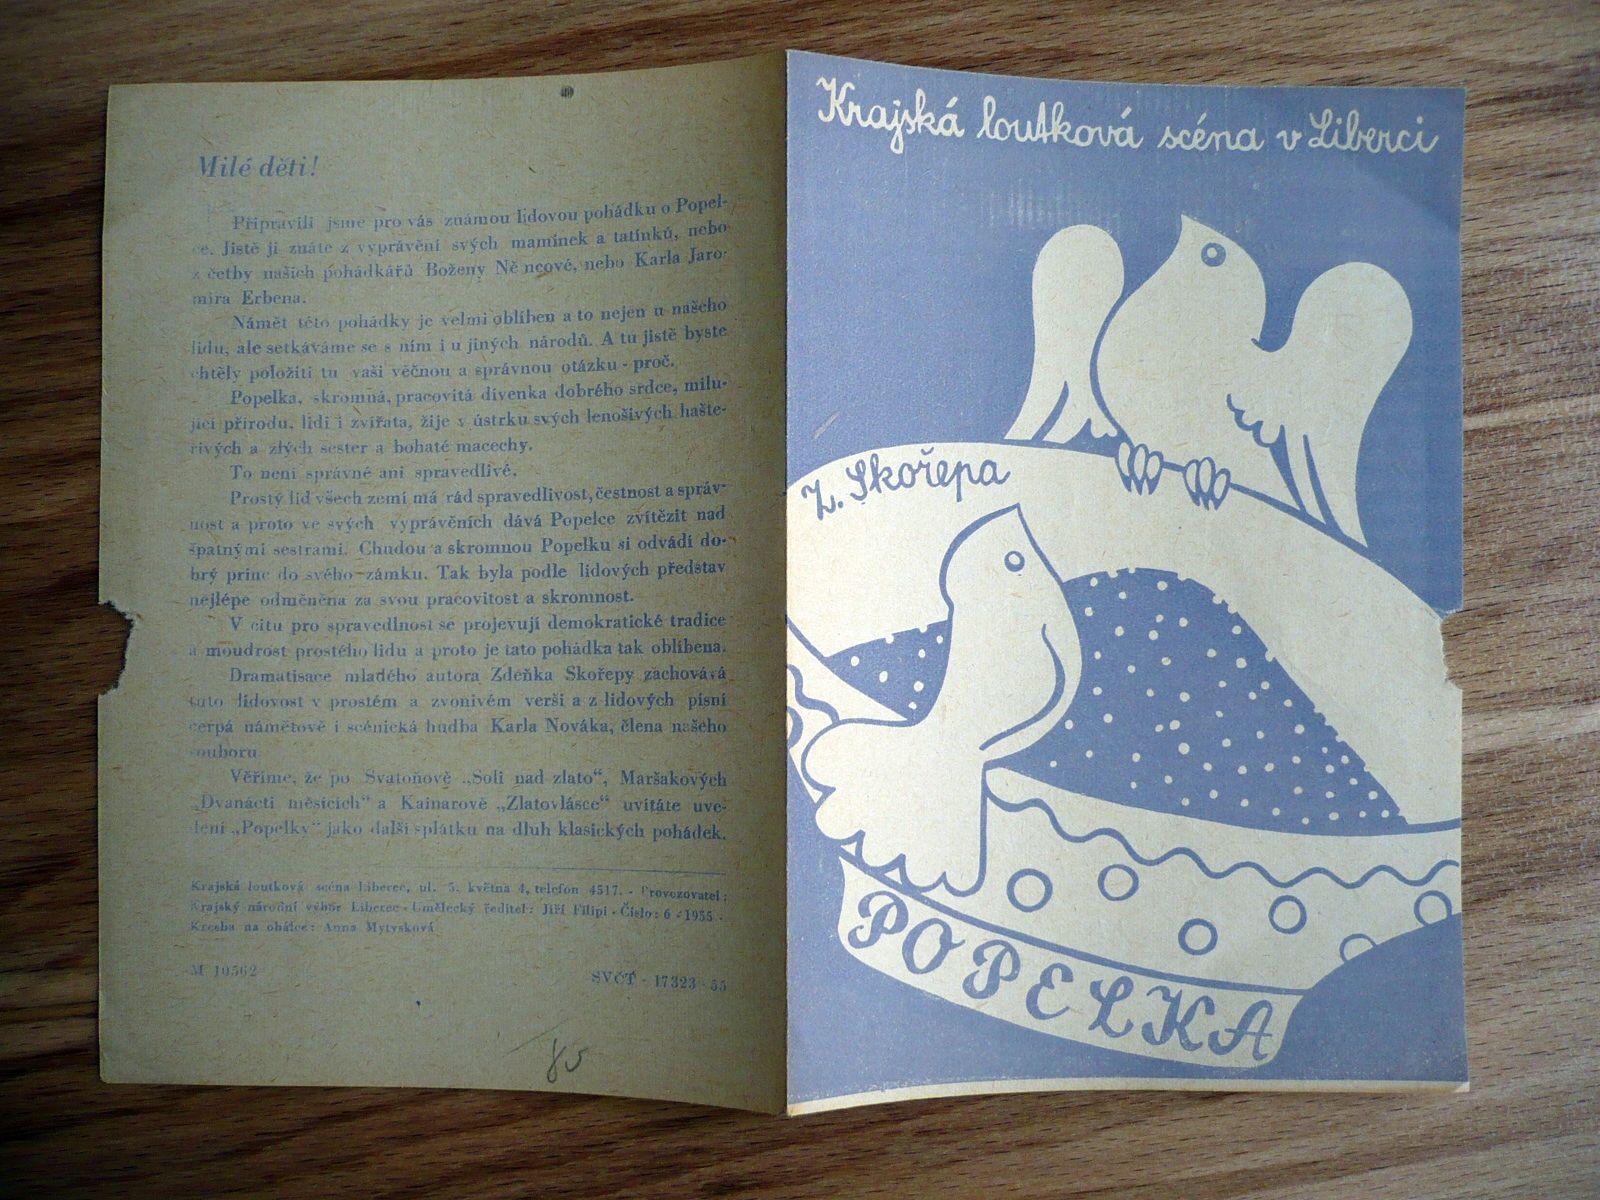 Milé děti!
Připravili jsme pro vás známou lidovou pohádku o Popel-
ce. Jistě ji znáte z vyprávění svých maminek a tatínků, nebo
z četby našich pohádkářů Boženy Ně ncové, nebo Karla Jaro-
míra Erbena.
Námět této pohádky je velmi oblíben a to nejen u našeho
lidu, ale setkáváme se s ním i u jiných národů. A tu jistě byste
chtěly položiti tu vaši věčnou a správnou otázku - proč.
Popelka, skromná, pracovitá dívenka dobrého srdce, milu-
jící přírodu, lidi i zvířata, žije v ústrku svých lenošivých hašte-
řivých a zlých sester a bohaté macechy.
To není správné ani spravedlivé.
Prostý lid všech zemí má rád spravedlivost, čestnost a správ-
nost a proto ve svých vyprávěních dává Popelce zvítězit nad
špatnými sestrami. Chudou a skromnou Popelku si odvádí do-
brý princ do svého zámku. Tak byla podle lidových představ
nejlépe odměněna za svou pracovitost a skromnost.
V citu pro spravedlnost se projevují demokratické tradice
a moudrost prostého lidu a proto je tato pohádka tak oblíbena.
Dramatisace mladého autora Zdeňka Skořepy zachovává
tuto lidovost v prostém a zvonivém verši a z lidových písní
čerpá námětově i scénická hudba Karla Nováka, člena našeho
souboru.
Věříme, že po Svatoňově „Soli nad zlato“, Maršakových
„Dvanácti měsících“ a Kainarově „Zlatovlásce“ uvítáte uve-
dení „Popelky“ jako další splátku na dluh klasických pohádek.
Krajská loutková scéna Liberec, ul. 5. května 4, telefon 4517. - Provozovatel:
Krajský národní výbor Liberec - Umělecký ředitel: Jiří Filipi - Číslo: 6 - 1955 -
Kresba na obálce: Anna Mytysková
M 10562
SVČT - 17323 - 55
85
Krajská loutková scéna v Liberci
Z. Skořepa
POPELKA